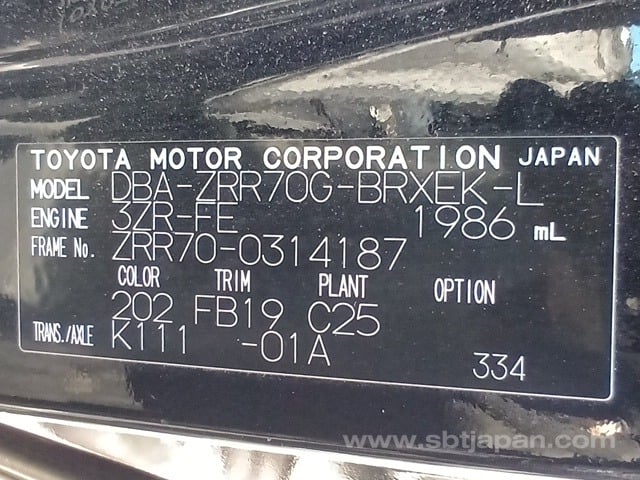 TOYOTA MOTOR CORPORATION JAPAN
MODEL DBA-ZRR70G-BRXEK-L
ENGINE 3ZR-FE 1986 mL
FRAME No. ZRR70-0314187
COLOR TRIM PLANT OPTION
202 FB19 C25
TRANS./AXLE K111 -01A
334
www.sbtjapan.com